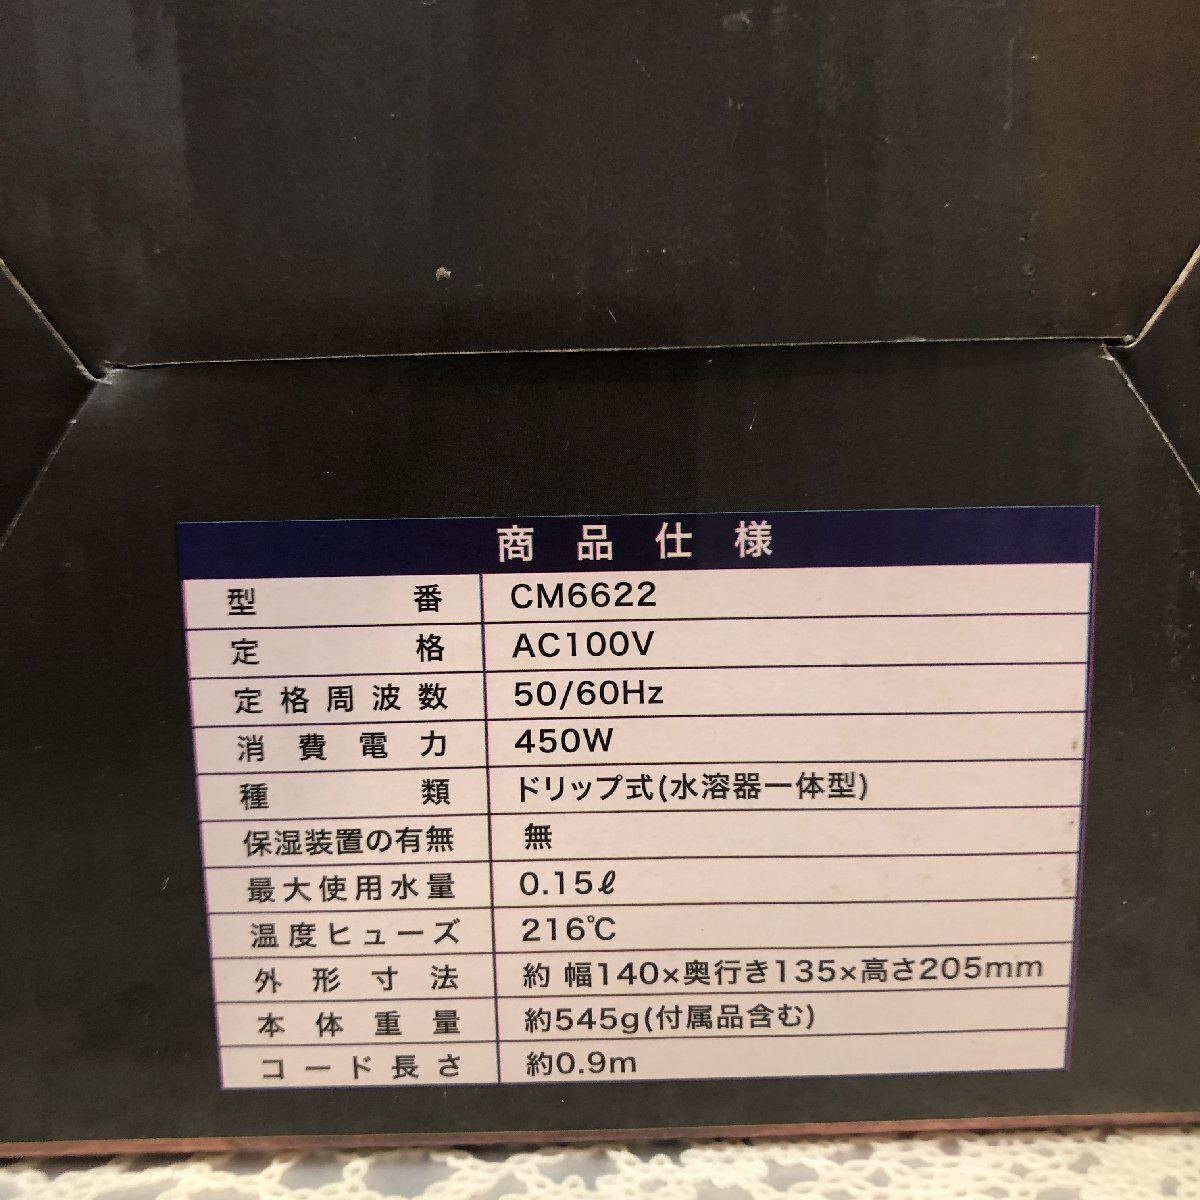 商品仕様
型番 CM6622
定格 AC100V
定格周波数 50/60Hz
消費電力 450W
種類 ドリップ式(水溶器一体型)
保湿装置の有無 無
最大使用水量 0.15ℓ
温度ヒューズ 216℃
外形寸法 約 幅140×奥行き135×高さ205mm
本体重量 約545g(付属品含む)
コード長さ 約0.9m